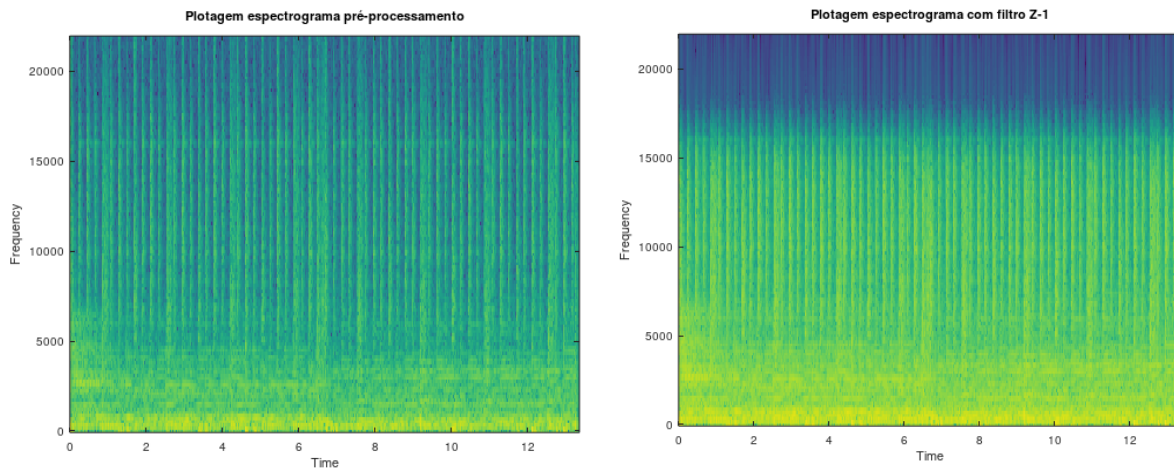 Plotagem espectrograma pré-processamento
Frequency
20000
15000
10000
5000
0
0 2 4 6 8 10 12
Time
Plotagem espectrograma com filtro Z-1
Frequency
20000
15000
10000
5000
0
0 2 4 6 8 10 12
Time